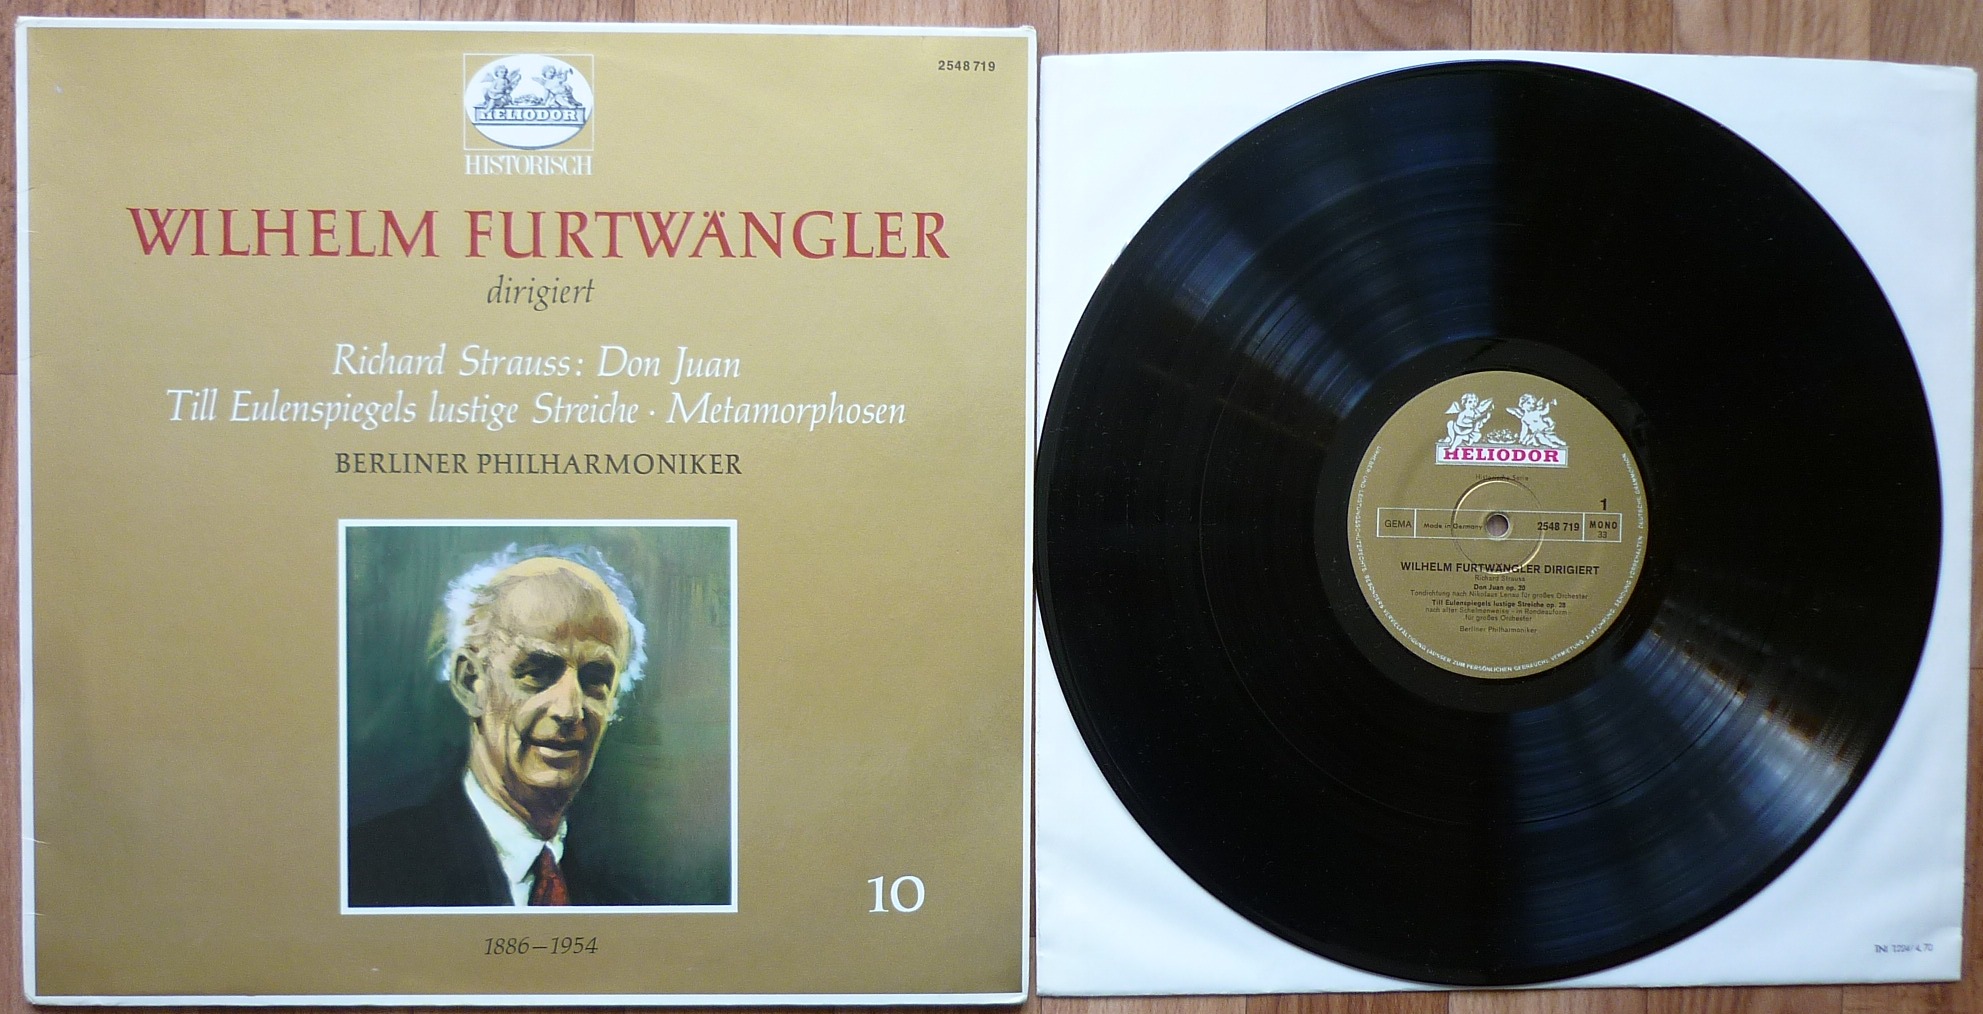 2548 719
MELIODOR
HISTORISCH
WILHELM FURTWÄNGLER
dirigiert
Richard Strauss: Don Juan
Till Eulenspiegels lustige Streiche · Metamorphosen
BERLINER PHILHARMONIKER
10
1886–1954
HELIODOR
Historische Serie
1
GEMA Made in Germany 2548 719 MONO
33
WILHELM FURTWÄNGLER DIRIGIERT
Richard Strauss
Don Juan op. 20
Tondichtung nach Nikolaus Lenau für großes Orchester
Till Eulenspiegels lustige Streiche op. 28
nach alter Schelmenweise - in Rondeauform
für großes Orchester
Berliner Philharmoniker